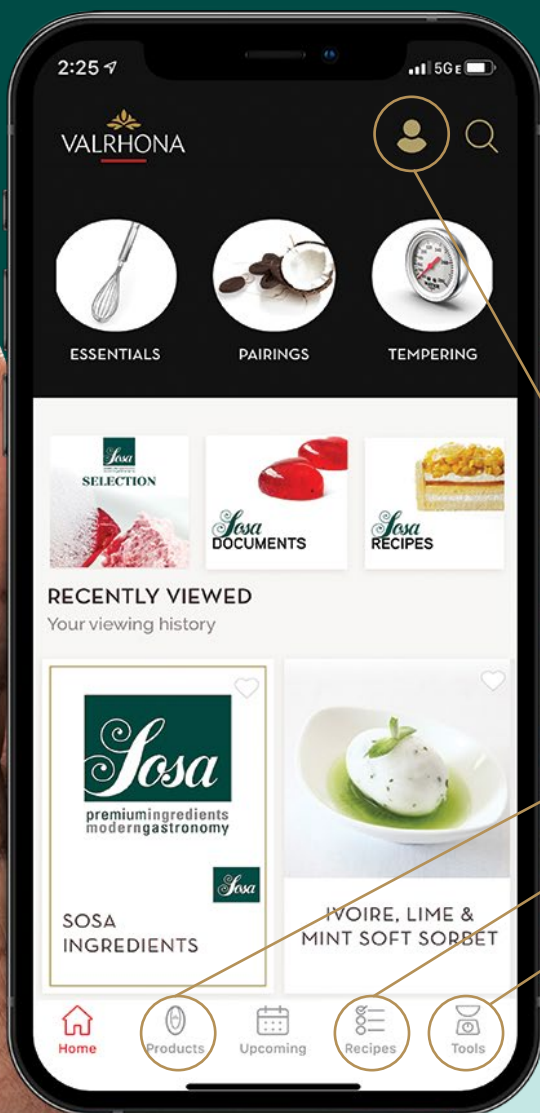 2:25
5G E
VALRHONA
ESSENTIALS
PAIRINGS
TEMPERING
Sosa
SELECTION
Sosa
DOCUMENTS
Sosa
RECIPES
RECENTLY VIEWED
Your viewing history
Sosa
premiumingredients
moderngastronomy
Sosa
SOSA
INGREDIENTS
IVOIRE, LIME &
MINT SOFT SORBET
Home
Products
Upcoming
Recipes
Tools